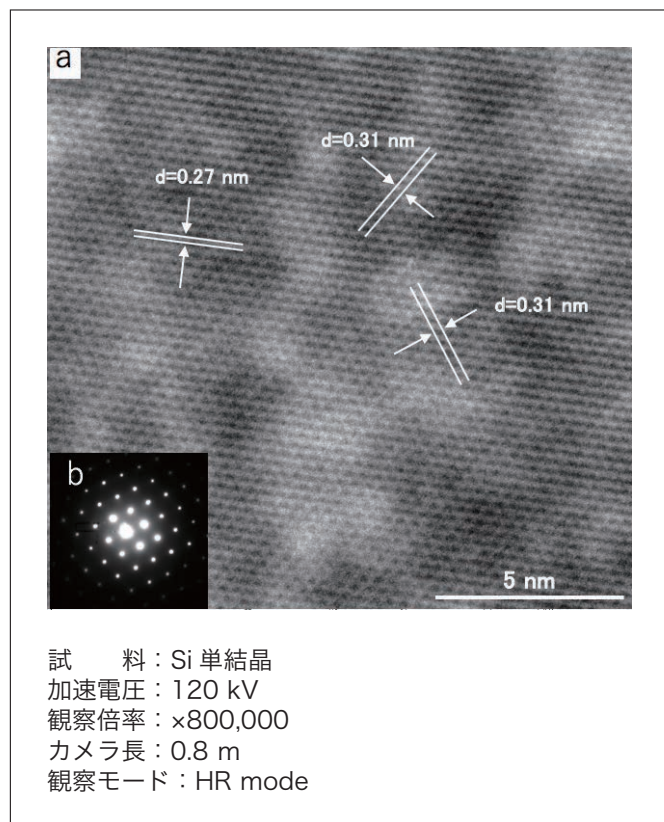 a
d=0.31 nm
d=0.27 nm
d=0.31 nm
b
5 nm
試　　料：Si 単結晶
加速電圧：120 kV
観察倍率：×800,000
カメラ長：0.8 m
観察モード：HR mode